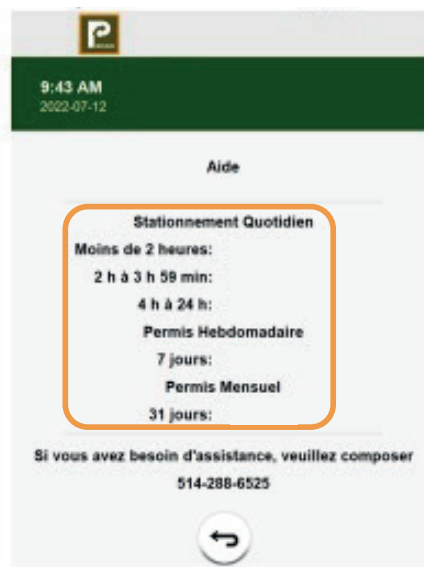 9:43 AM
2022-07-12
Aide
Stationnement Quotidien
Moins de 2 heures:
2 h à 3 h 59 min:
4 h à 24 h:
Permis Hebdomadaire
7 jours:
Permis Mensuel
31 jours:
Si vous avez besoin d'assistance, veuillez composer
514-288-6525